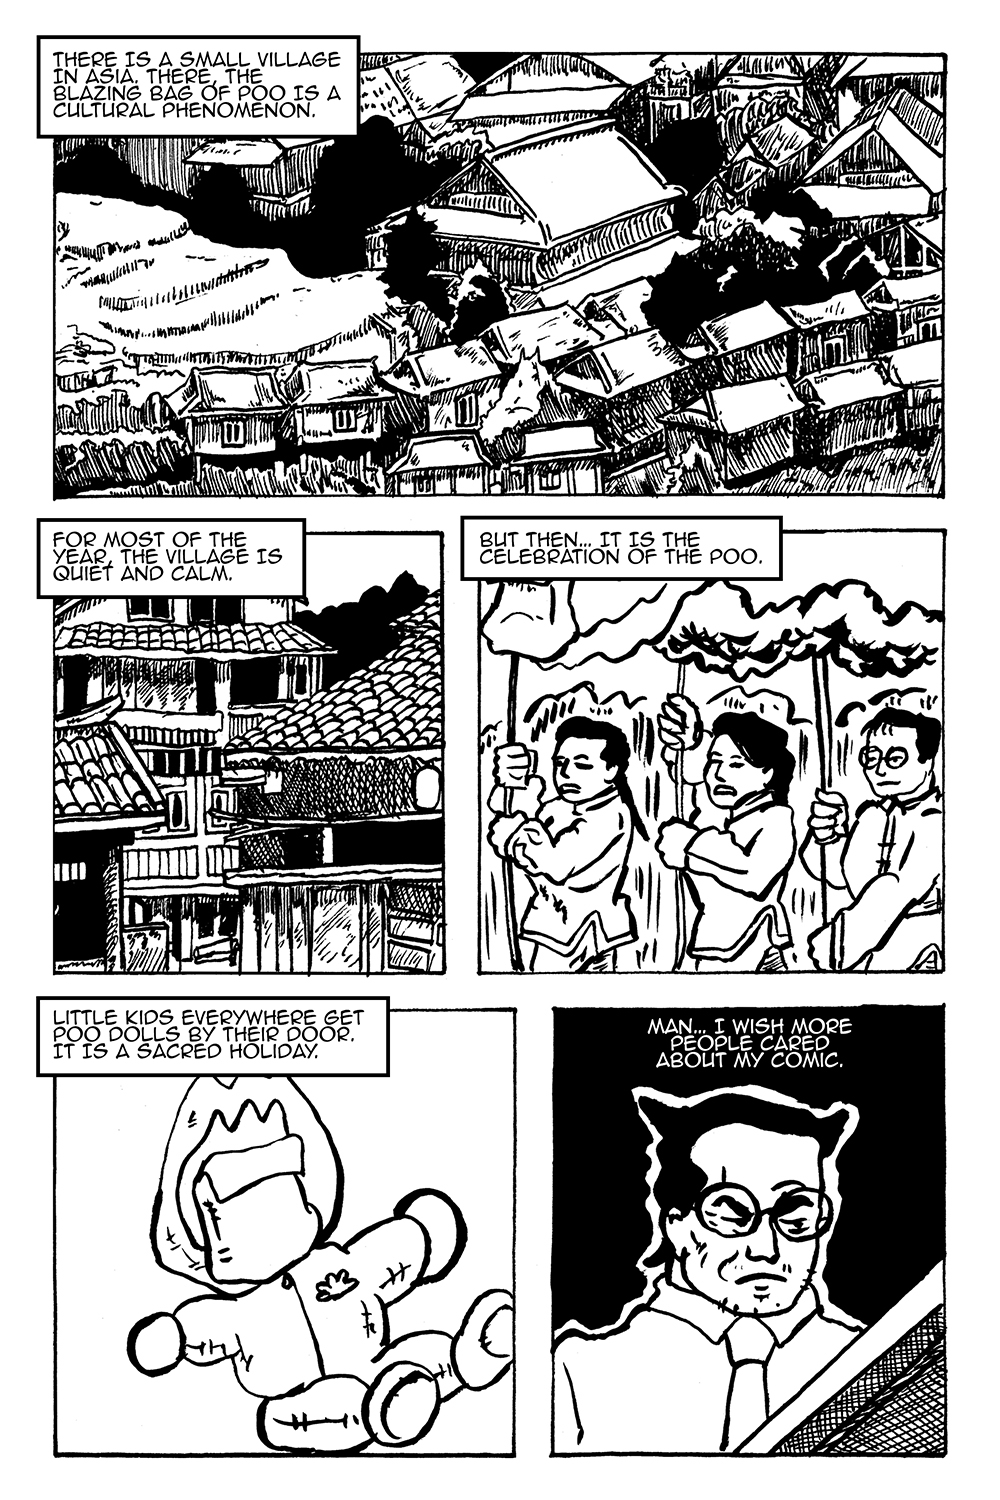 THERE IS A SMALL VILLAGE
IN ASIA. THERE, THE
BLAZING BAG OF POO IS A
CULTURAL PHENOMENON.
FOR MOST OF THE
YEAR, THE VILLAGE IS
QUIET AND CALM.
BUT THEN... IT IS THE
CELEBRATION OF THE POO.
LITTLE KIDS EVERYWHERE GET
POO DOLLS BY THEIR DOOR.
IT IS A SACRED HOLIDAY.
MAN... I WISH MORE
PEOPLE CARED
ABOUT MY COMIC.